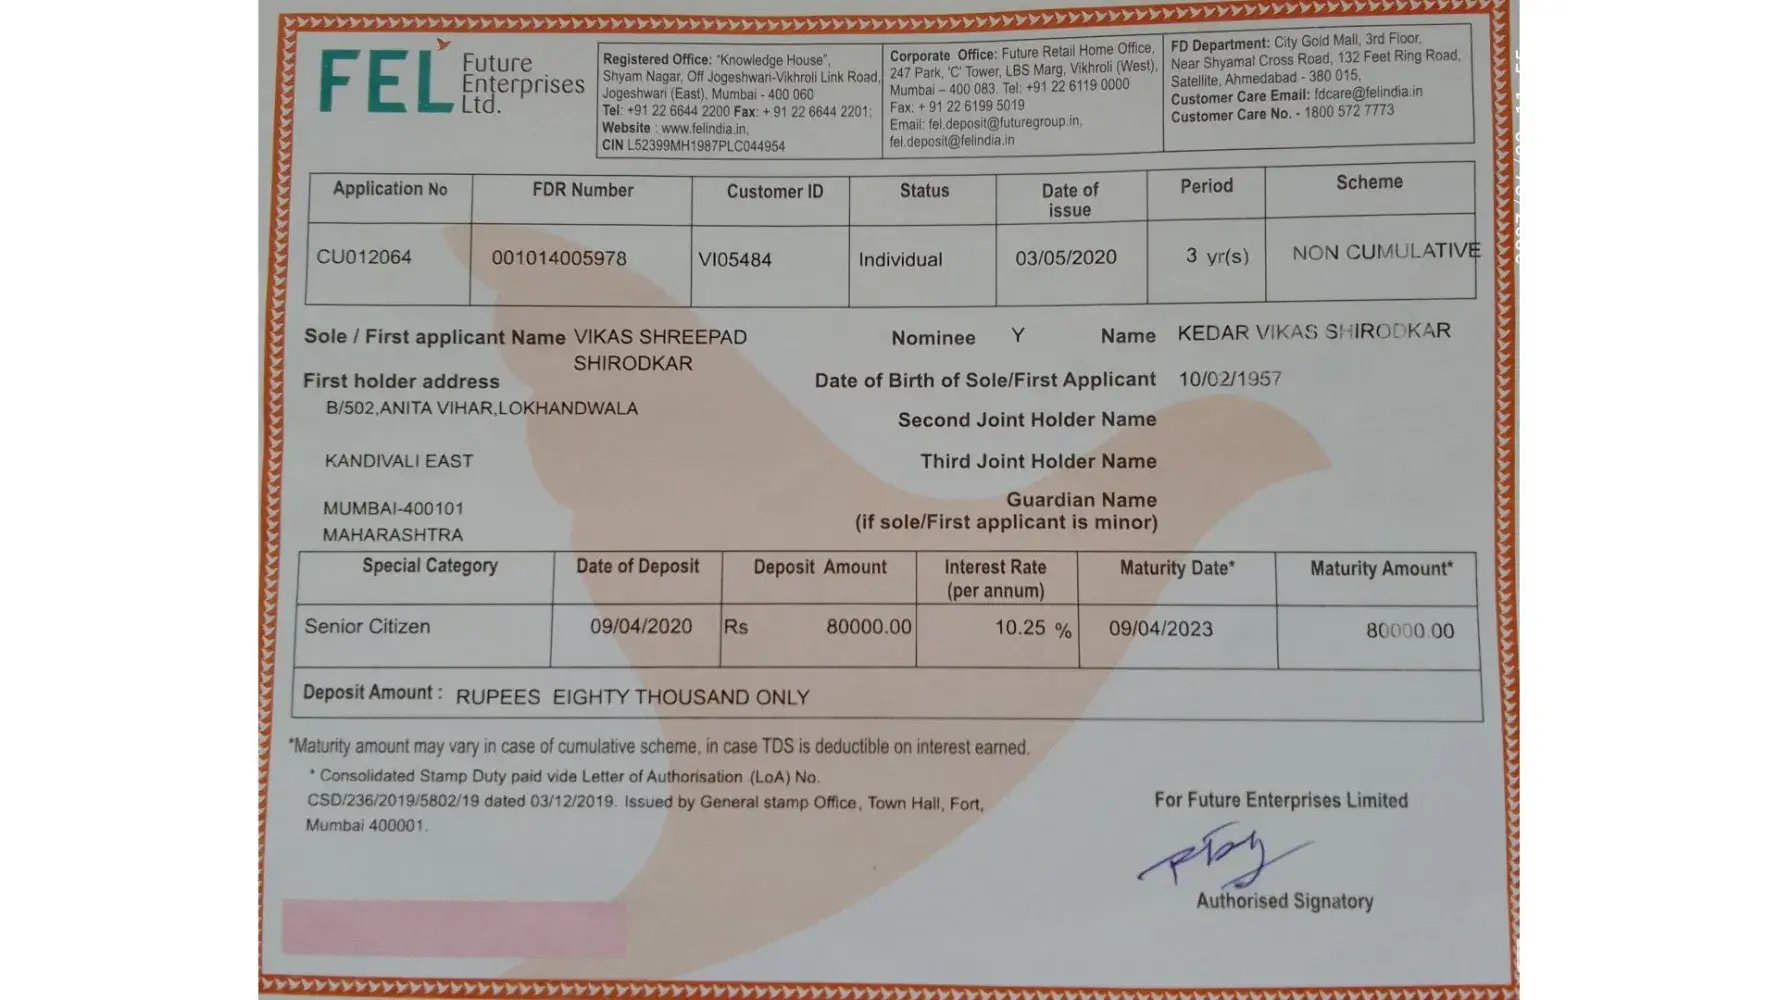 FEL Future
Enterprises
Ltd.
Registered Office: "Knowledge House",
Shyam Nagar, Off Jogeshwari-Vikhroli Link Road,
Jogeshwari (East), Mumbai - 400 060
Tel: +91 22 6644 2200 Fax: + 91 22 6644 2201;
Website : www.felindia.in,
CIN L52399MH1987PLC044954
Corporate Office: Future Retail Home Office,
247 Park, 'C' Tower, LBS Marg, Vikhroli (West),
Mumbai – 400 083. Tel: +91 22 6119 0000
Fax: + 91 22 6199 5019
Email: fel.deposit@futuregroup.in,
fel.deposit@felindia.in
FD Department: City Gold Mall, 3rd Floor,
Near Shyamal Cross Road, 132 Feet Ring Road,
Satellite, Ahmedabad - 380 015,
Customer Care Email: fdcare@felindia.in
Customer Care No. - 1800 572 7773
Application No FDR Number Customer ID Status Date of issue Period Scheme
CU012064 001014005978 VI05484 Individual 03/05/2020 3 yr(s) NON CUMULATIVE
Sole / First applicant Name VIKAS SHREEPAD
SHIRODKAR
Nominee Y Name KEDAR VIKAS SHIRODKAR
First holder address
B/502,ANITA VIHAR,LOKHANDWALA
KANDIVALI EAST
MUMBAI-400101
MAHARASHTRA
Date of Birth of Sole/First Applicant 10/02/1957
Second Joint Holder Name
Third Joint Holder Name
Guardian Name
(if sole/First applicant is minor)
Special Category Date of Deposit Deposit Amount Interest Rate (per annum) Maturity Date* Maturity Amount*
Senior Citizen 09/04/2020 Rs 80000.00 10.25 % 09/04/2023 80000.00
Deposit Amount : RUPEES EIGHTY THOUSAND ONLY
*Maturity amount may vary in case of cumulative scheme, in case TDS is deductible on interest earned.
* Consolidated Stamp Duty paid vide Letter of Authorisation (LoA) No.
CSD/236/2019/5802/19 dated 03/12/2019. Issued by General stamp Office, Town Hall, Fort,
Mumbai 400001.
For Future Enterprises Limited
Authorised Signatory